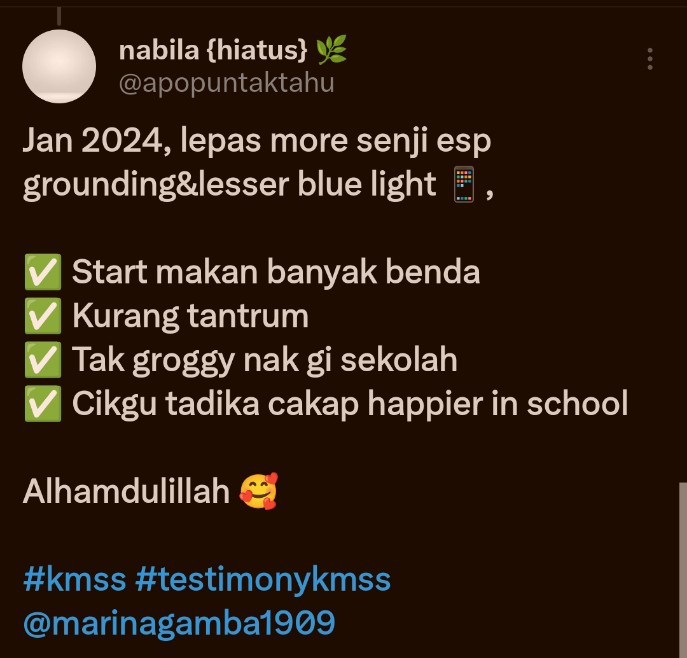 nabila {hiatus} 🌿
@apopuntaktahu
Jan 2024, lepas more senji esp
grounding&lesser blue light 📱,
✅ Start makan banyak benda
✅ Kurang tantrum
✅ Tak groggy nak gi sekolah
✅ Cikgu tadika cakap happier in school
Alhamdulillah 🥰
#kmss #testimonykmss
@marinagamba1909